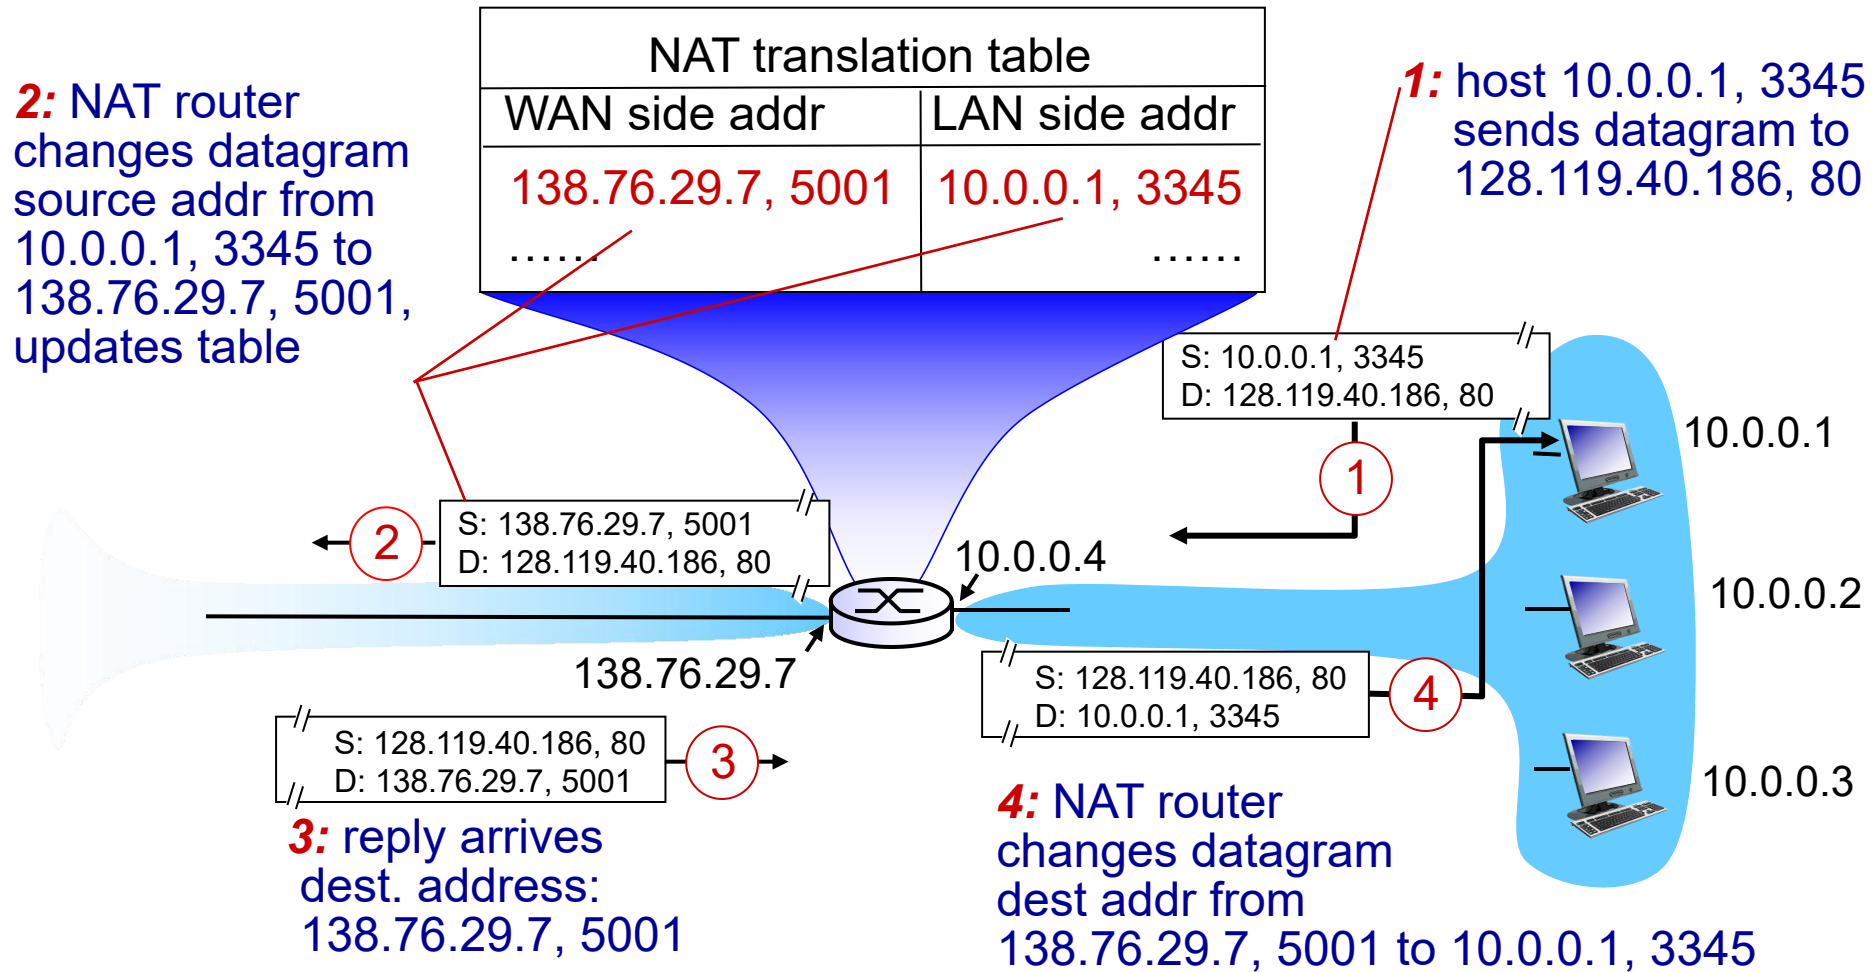 NAT translation table
WAN side addr
LAN side addr
138.76.29.7, 5001
10.0.0.1, 3345
......
......
1: host 10.0.0.1, 3345
sends datagram to
128.119.40.186, 80
2: NAT router
changes datagram
source addr from
10.0.0.1, 3345 to
138.76.29.7, 5001,
updates table
S: 10.0.0.1, 3345
D: 128.119.40.186, 80
1
10.0.0.1
S: 138.76.29.7, 5001
D: 128.119.40.186, 80
2
10.0.0.4
10.0.0.2
138.76.29.7
S: 128.119.40.186, 80
D: 10.0.0.1, 3345
4
S: 128.119.40.186, 80
D: 138.76.29.7, 5001
3
10.0.0.3
3: reply arrives
dest. address:
138.76.29.7, 5001
4: NAT router
changes datagram
dest addr from
138.76.29.7, 5001 to 10.0.0.1, 3345